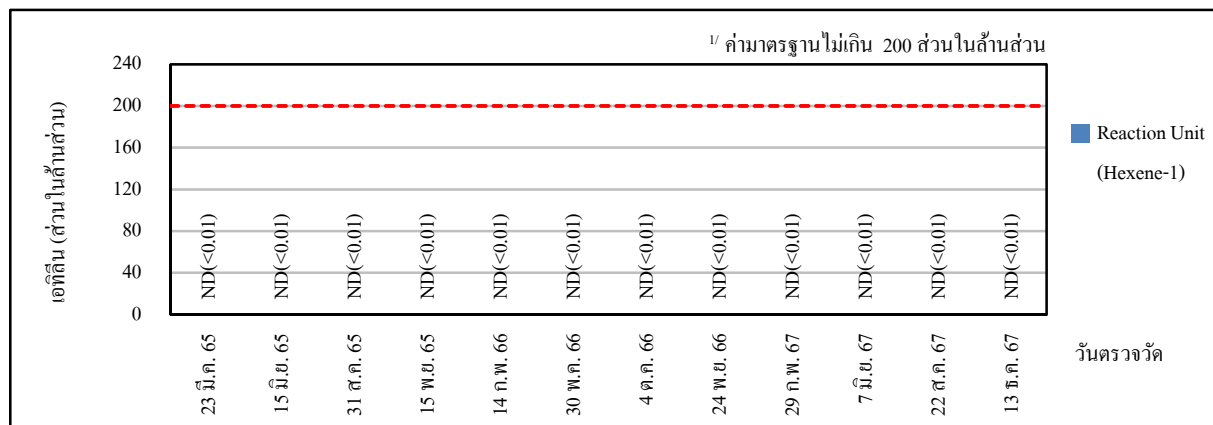 1/ ค่ามาตรฐานไม่เกิน 200 ส่วนในล้านส่วน
เอทิลีน (ส่วนในล้านส่วน)
240
200
160
120
80
40
0
ND(<0.01)
ND(<0.01)
ND(<0.01)
ND(<0.01)
ND(<0.01)
ND(<0.01)
ND(<0.01)
ND(<0.01)
ND(<0.01)
ND(<0.01)
ND(<0.01)
ND(<0.01)
23 มี.ค. 65
15 มิ.ย. 65
31 ส.ค. 65
15 พ.ย. 65
14 ก.พ. 66
30 พ.ค. 66
4 ต.ค. 66
24 พ.ย. 66
29 ก.พ. 67
7 มิ.ย. 67
22 ส.ค. 67
13 ธ.ค. 67
วันตรวจวัด
Reaction Unit
(Hexene-1)